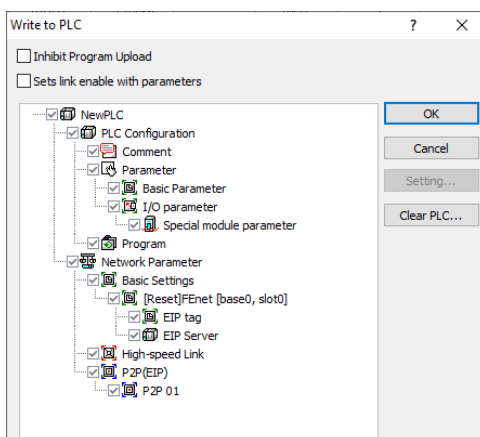 Write to PLC
?
Inhibit Program Upload
Sets link enable with parameters
NewPLC
PLC Configuration
Comment
Parameter
Basic Parameter
I/O parameter
Special module parameter
Program
Network Parameter
Basic Settings
[Reset]FEnet [base0, slot0]
EIP tag
EIP Server
High-speed Link
P2P(EIP)
P2P 01
OK
Cancel
Setting...
Clear PLC...